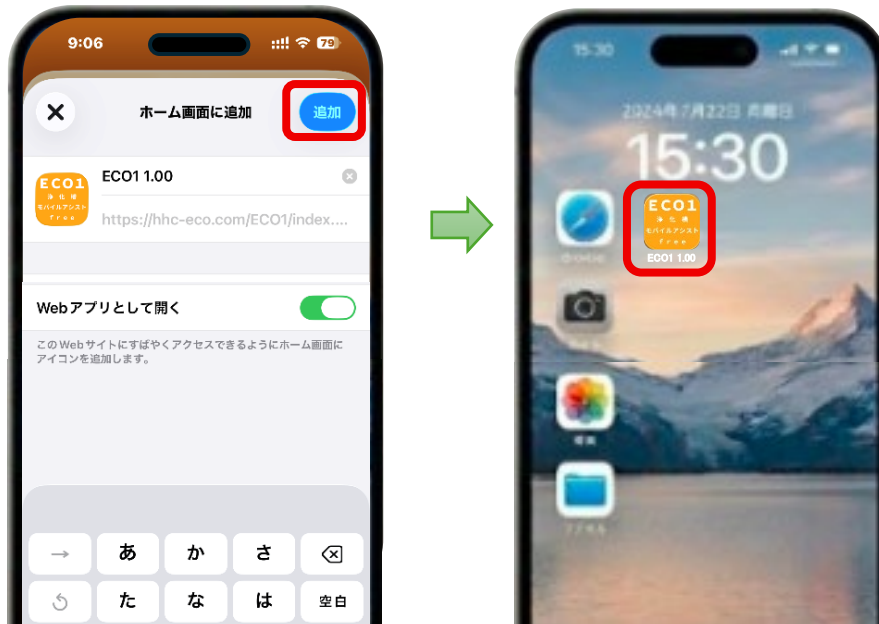 9:06
79
ホーム画面に追加
追加
ECO1
浄化槽
モバイルアシスト
free
ECO1 1.00
https://hhc-eco.com/ECO1/index....
Webアプリとして開く
このWebサイトにすばやくアクセスできるようにホーム画面に
アイコンを追加します。
→
あ
か
さ
た
な
は
空白
15:30
2024年7月22日 月曜日
15:30
ECO1
浄化槽
モバイルアシスト
free
ECO1 1.00